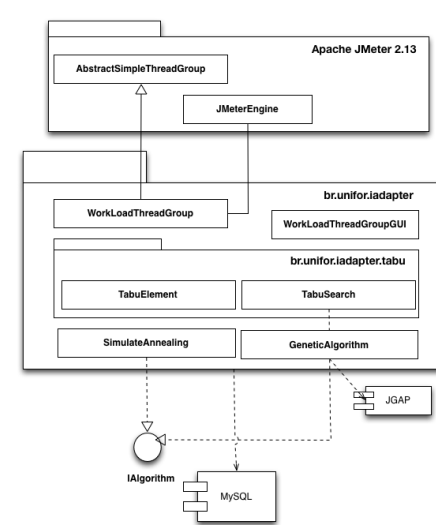 Apache JMeter 2.13
AbstractSimpleThreadGroup
JMeterEngine
br.unifor.iadapter
WorkLoadThreadGroup
WorkLoadThreadGroupGUI
br.unifor.iadapter.tabu
TabuElement
TabuSearch
SimulateAnnealing
GeneticAlgorithm
JGAP
IAlgorithm
MySQL